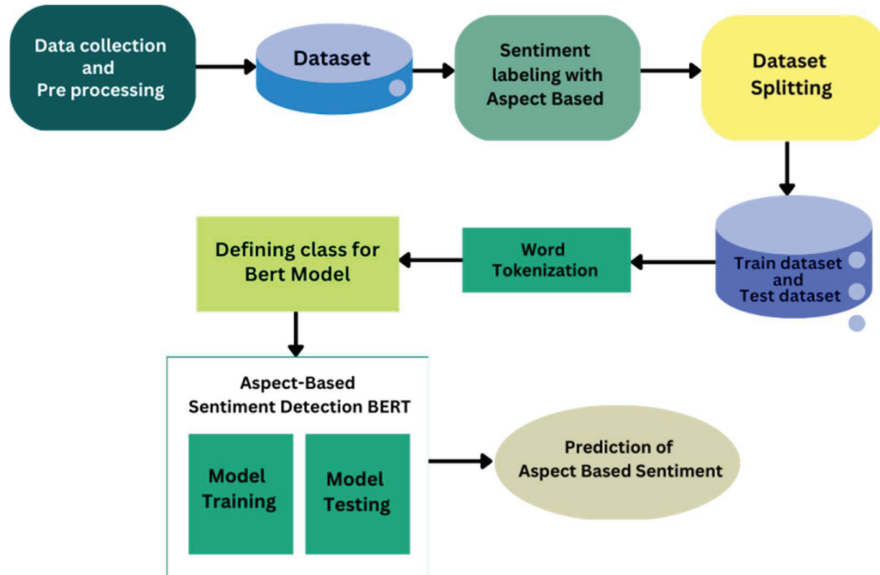 Data collection
and
Pre processing
Dataset
Sentiment
labeling with
Aspect Based
Dataset
Splitting
Train dataset
and
Test dataset
Word
Tokenization
Defining class for
Bert Model
Aspect-Based
Sentiment Detection BERT
Model
Training
Model
Testing
Prediction of
Aspect Based Sentiment